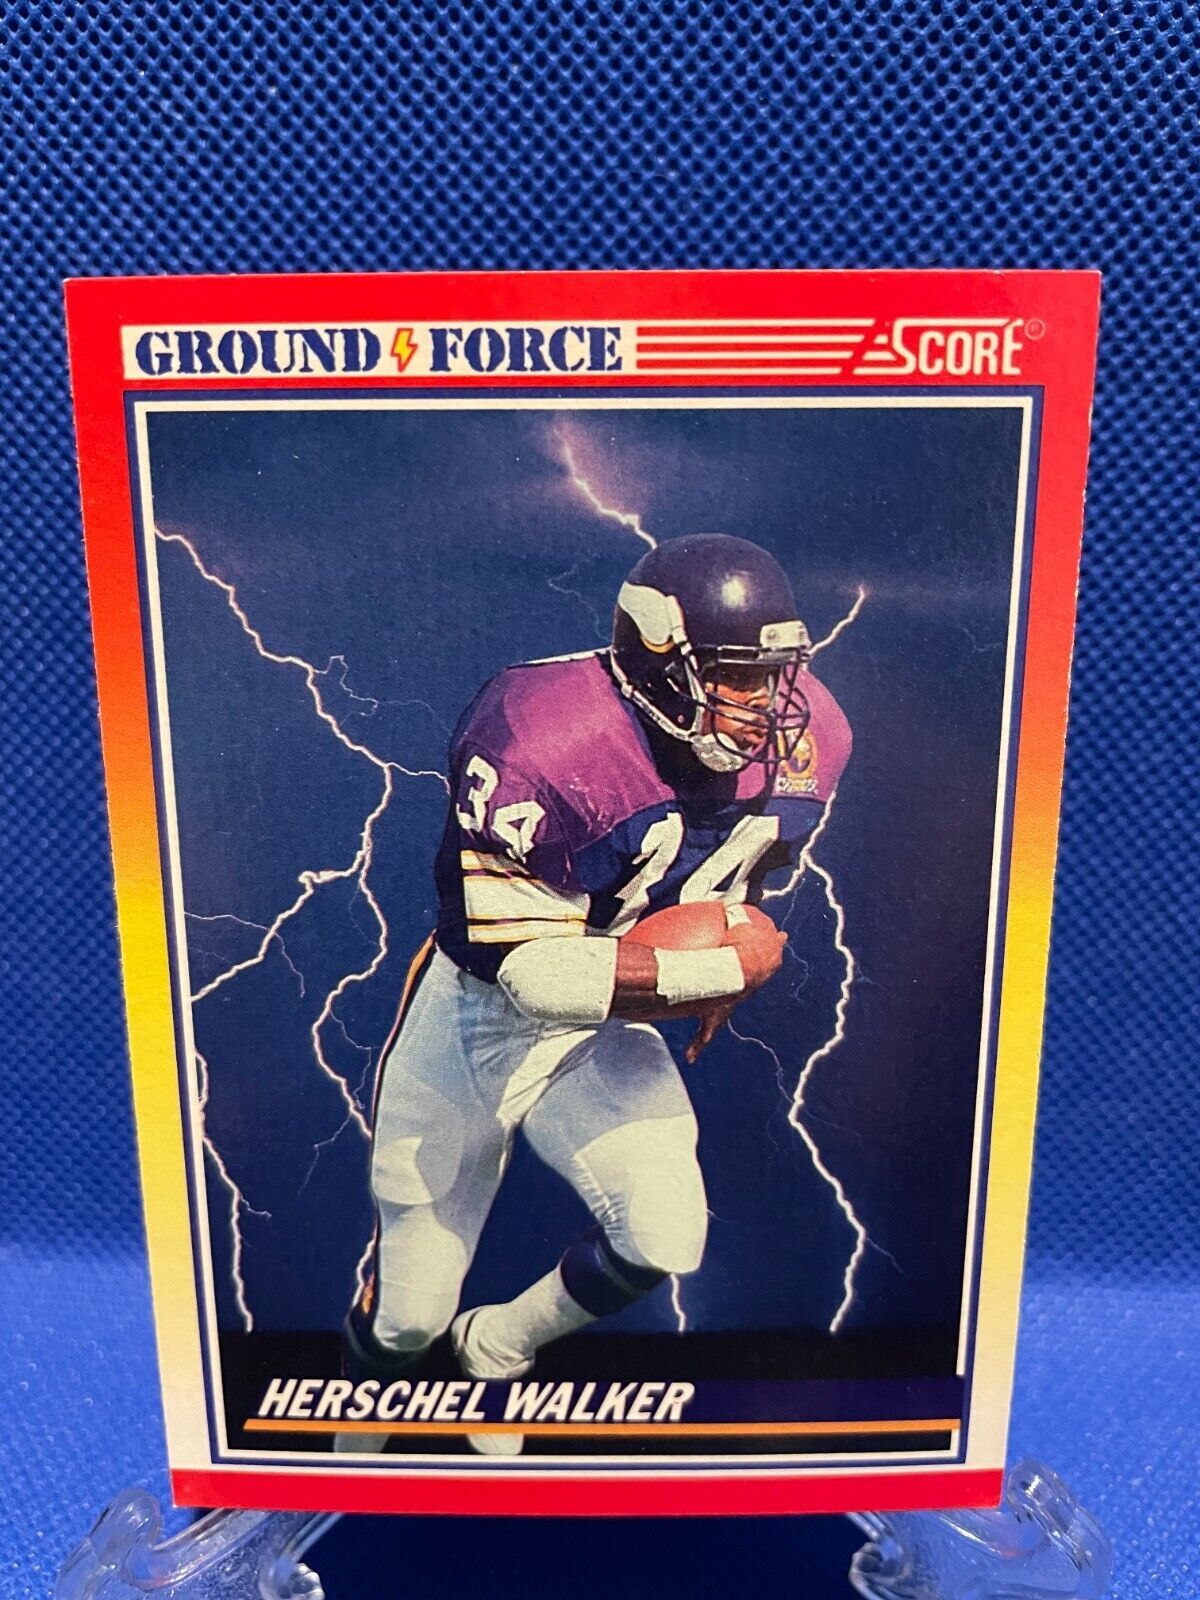 GROUND FORCE SCORE®
34
34
HERSCHEL WALKER